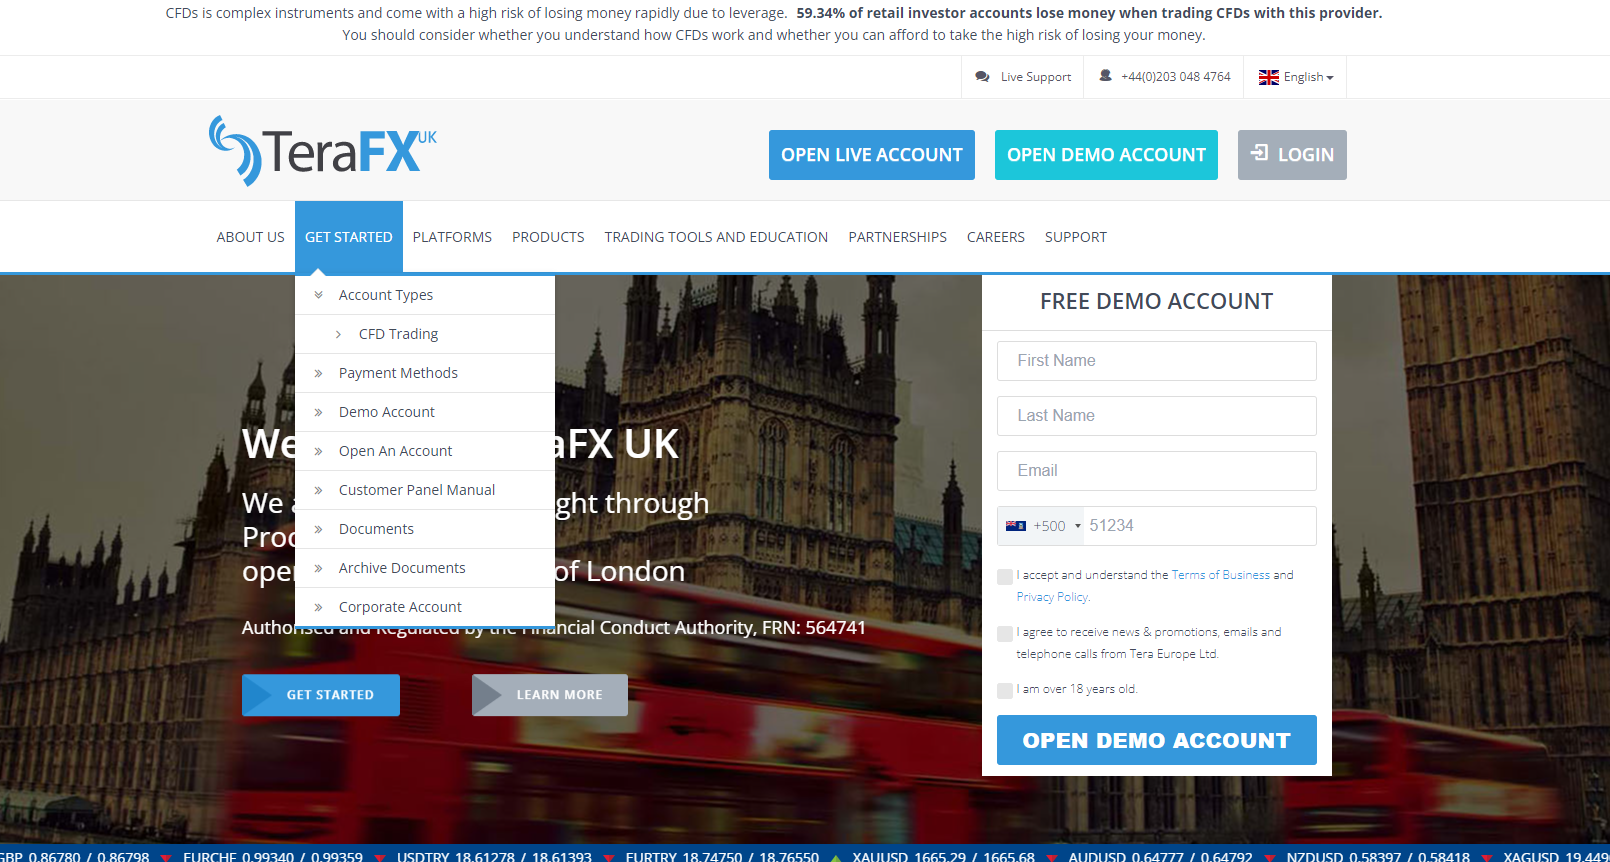 CFDs is complex instruments and come with a high risk of losing money rapidly due to leverage. 59.34% of retail investor accounts lose money when trading CFDs with this provider.
You should consider whether you understand how CFDs work and whether you can afford to take the high risk of losing your money.
Live Support +44(0)203 048 4764 English
TeraFX UK
OPEN LIVE ACCOUNT OPEN DEMO ACCOUNT LOGIN
ABOUT US GET STARTED PLATFORMS PRODUCTS TRADING TOOLS AND EDUCATION PARTNERSHIPS CAREERS SUPPORT
Account Types
CFD Trading
Payment Methods
Demo Account
Open An Account
Customer Panel Manual
Documents
Archive Documents
Corporate Account
We aFX UK
We ght through
of London
Authorised and Regulated by the Financial Conduct Authority, FRN: 564741
GET STARTED LEARN MORE
FREE DEMO ACCOUNT
First Name
Last Name
Email
+500 51234
I accept and understand the Terms of Business and
Privacy Policy.
I agree to receive news & promotions, emails and
telephone calls from Tera Europe Ltd.
I am over 18 years old.
OPEN DEMO ACCOUNT
GBP 0.86780 / 0.86798 EURCHF 0.99340 / 0.99359 USDTRY 18.61278 / 18.61393 EURTRY 18.74750 / 18.76550 XAUUSD 1665.29 / 1665.68 AUDUSD 0.64777 / 0.64792 NZDUSD 0.58397 / 0.58418 XAGUSD 19.440